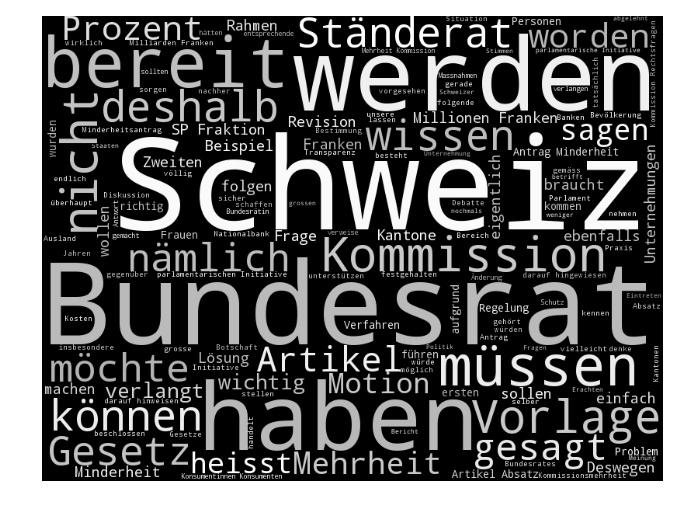 Prozent
Rahmen
hätten
entsprechende
Ständerat
Situation
Personen
abgelehnt
wirklich
Milliarden Franken
Mehrheit Kommission
Stimmen
worden
parlamentarische Initiative
Kommission Rechtsfragen
bereit
werden
sollten
sorgen
nachher
vorgesehen
Massnahmen
gerade
Schweizer
folgende
verlangen
tatsächlich
nicht
deshalb
Revision
unsere
lassen
Millionen Franken
Banken
Bevölkerung
wurden
Minderheitsantrag
SP Fraktion
Bestimmung
Franken
wissen
sagen
Staaten
Beispiel
Transparenz
besteht
Unternehmung
Antrag Minderheit
gemäss
betrifft
Unternehmungen
Schweiz
Zweiten
völlig
endlich
überhaupt
Diskussion
richtig
Antwort
folgen
sicher
schaffen
Bundesrätin
grossen
Debatte
nochmals
eigentlich
braucht
Parlament
kommen
weniger
nehmen
Ausland
wollen
gemacht
Frauen
Nationalbank
Frage
verweise
Kantone
Bereich
ebenfalls
Praxis
Jahren
nämlich
Kommission
gegenüber
parlamentarischen Initiative
unterstützen
festgehalten
Änderung
darauf hingewiesen
Eintreten
Bundesrat
Kosten
Verfahren
aufgrund
Regelung
Schutz
kennen
Absatz
gehört
würden
Antrag
insbesondere
Botschaft
grosse
Politik
Fragen
vielleicht
denke
Kantonen
möchte
Lösung
Initiative
Artikel
führen
würde
möglich
müssen
machen
verlangt
wichtig
stellen
Motion
ersten
sollen
selber
Erachten
einfach
darauf hinweisen
können
haben
Vorlage
beschlossen
Gesetze
handelt
Bericht
Gesetz
gesagt
Problem
Meinung
Minderheit
heisst
Mehrheit
Bundesrates
Deswegen
Konsumentinnen Konsumenten
Artikel Absatz
Kommissionsmehrheit